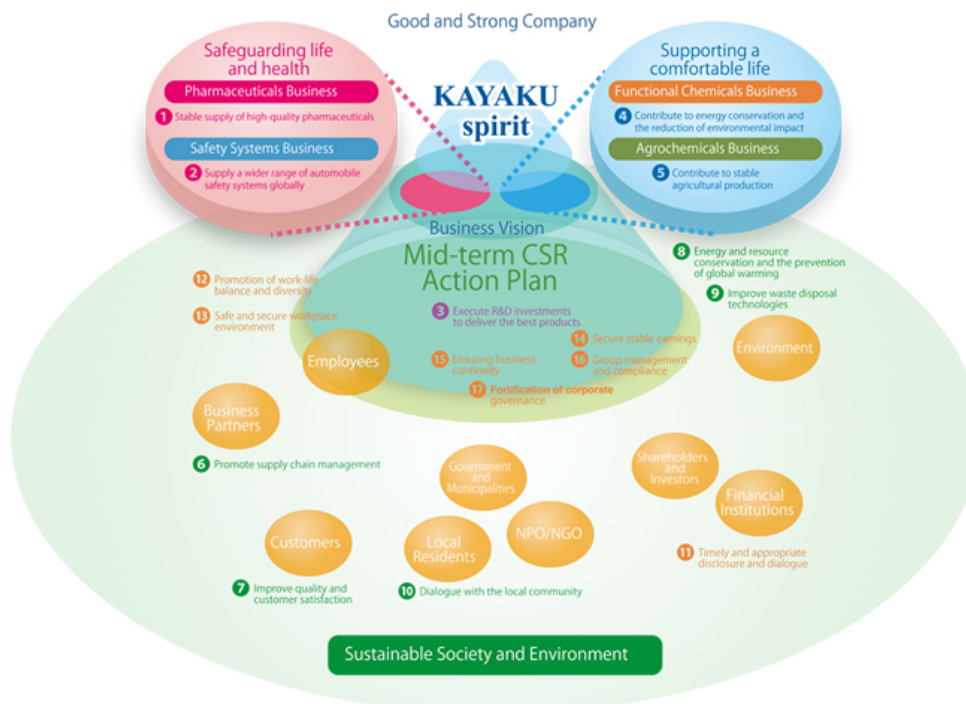 Good and Strong Company
Safeguarding life
and health
Pharmaceuticals Business
1 Stable supply of high-quality pharmaceuticals
Safety Systems Business
2 Supply a wider range of automobile
safety systems globally
KAYAKU
spirit
Supporting a
comfortable life
Functional Chemicals Business
4 Contribute to energy conservation and
the reduction of environmental impact
Agrochemicals Business
5 Contribute to stable
agricultural production
Business Vision
Mid-term CSR
Action Plan
3 Execute R&D investments
to deliver the best products
14 Secure stable earnings
15 Ensuring business
continuity
16 Group management
and compliance
17 Fortification of corporate
governance
12 Promotion of work-life
balance and diversity
13 Safe and secure workplace
environment
Employees
8 Energy and resource
conservation and the prevention
of global warming
9 Improve waste disposal
technologies
Environment
Business
Partners
6 Promote supply chain management
Government
and
Municipalities
Shareholders
and
Investors
Financial
Institutions
11 Timely and appropriate
disclosure and dialogue
Customers
7 Improve quality and
customer satisfaction
Local
Residents
NPO/NGO
10 Dialogue with the local community
Sustainable Society and Environment